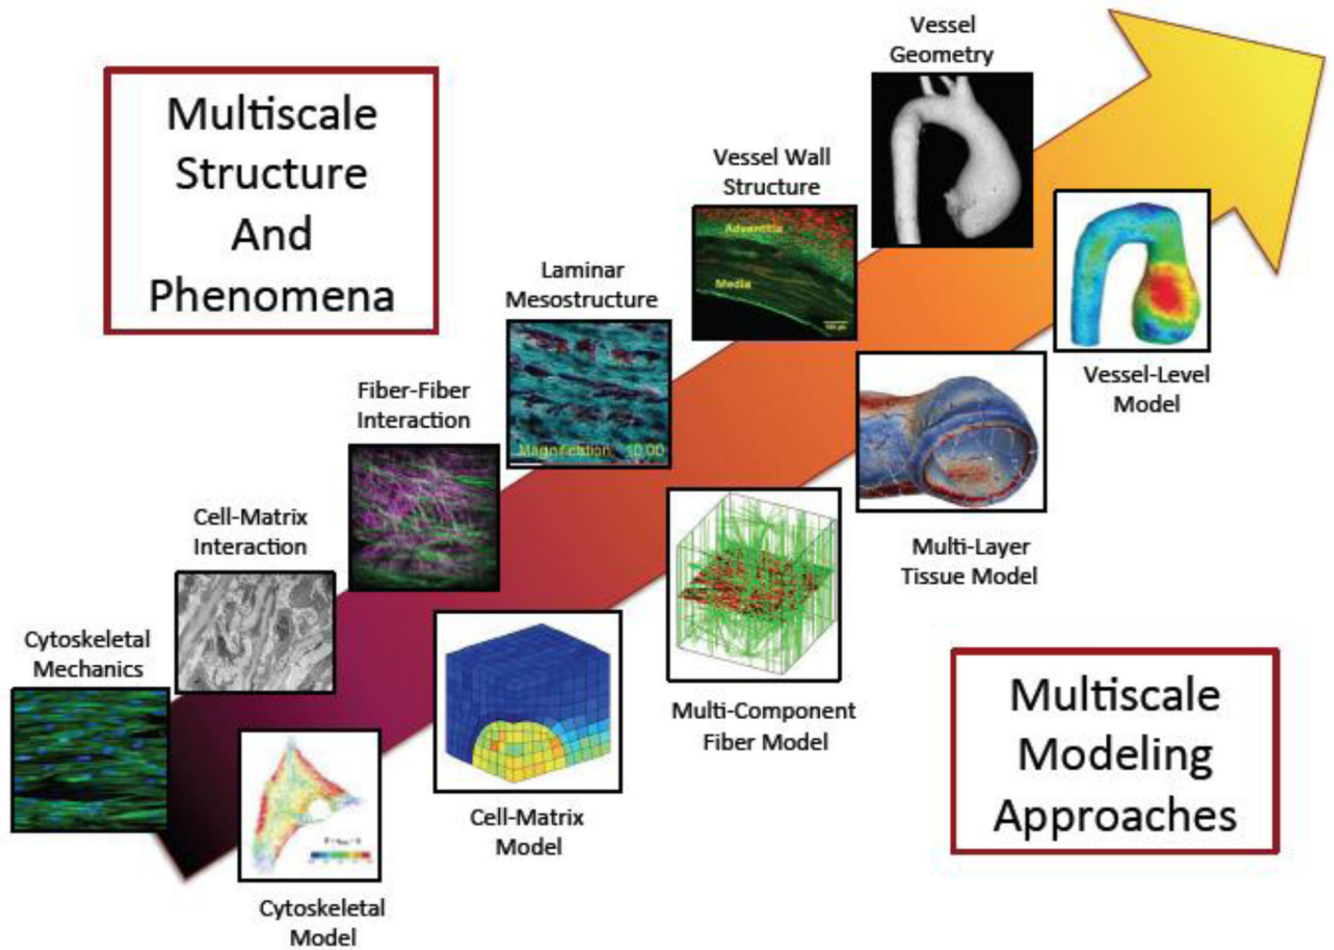 Multiscale
Structure
And
Phenomena
Vessel
Geometry
Vessel Wall
Structure
Adventitia
Media
Laminar
Mesostructure
Magnification: 10.00
Fiber-Fiber
Interaction
Cell-Matrix
Interaction
Cytoskeletal
Mechanics
Cytoskeletal
Model
Cell-Matrix
Model
Multi-Component
Fiber Model
Multi-Layer
Tissue Model
Vessel-Level
Model
Multiscale
Modeling
Approaches